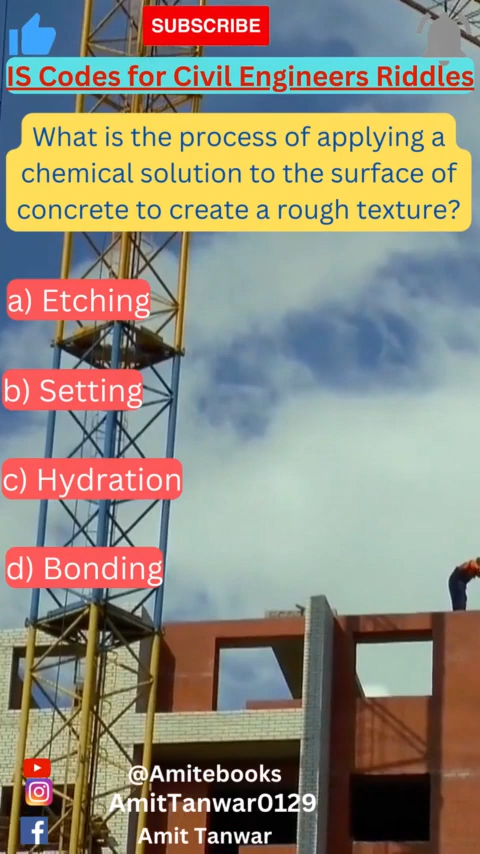 SUBSCRIBE
IS Codes for Civil Engineers Riddles
What is the process of applying a
chemical solution to the surface of
concrete to create a rough texture?
a) Etching
b) Setting
c) Hydration
d) Bonding
@Amitebooks
AmitTanwar0129
Amit Tanwar